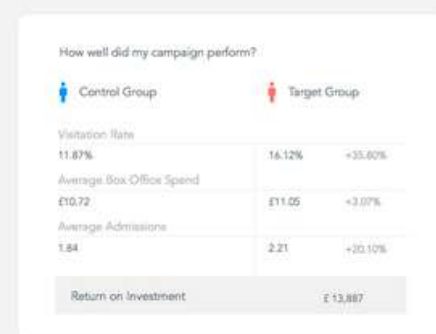 How well did my campaign perform?
Control Group Target Group
Visitation Rate
11.87% 16.12% +35.80%
Average Box Office Spend
£10.72 £11.05 +3.07%
Average Admissions
1.84 2.21 +20.10%
Return on Investment £ 13,887